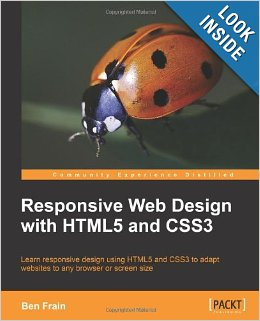 LOOK
INSIDE
Community Experience Distilled
Responsive Web Design
with HTML5 and CSS3
Learn responsive design using HTML5 and CSS3 to adapt
websites to any browser or screen size
Ben Frain
PACKT
PUBLISHING